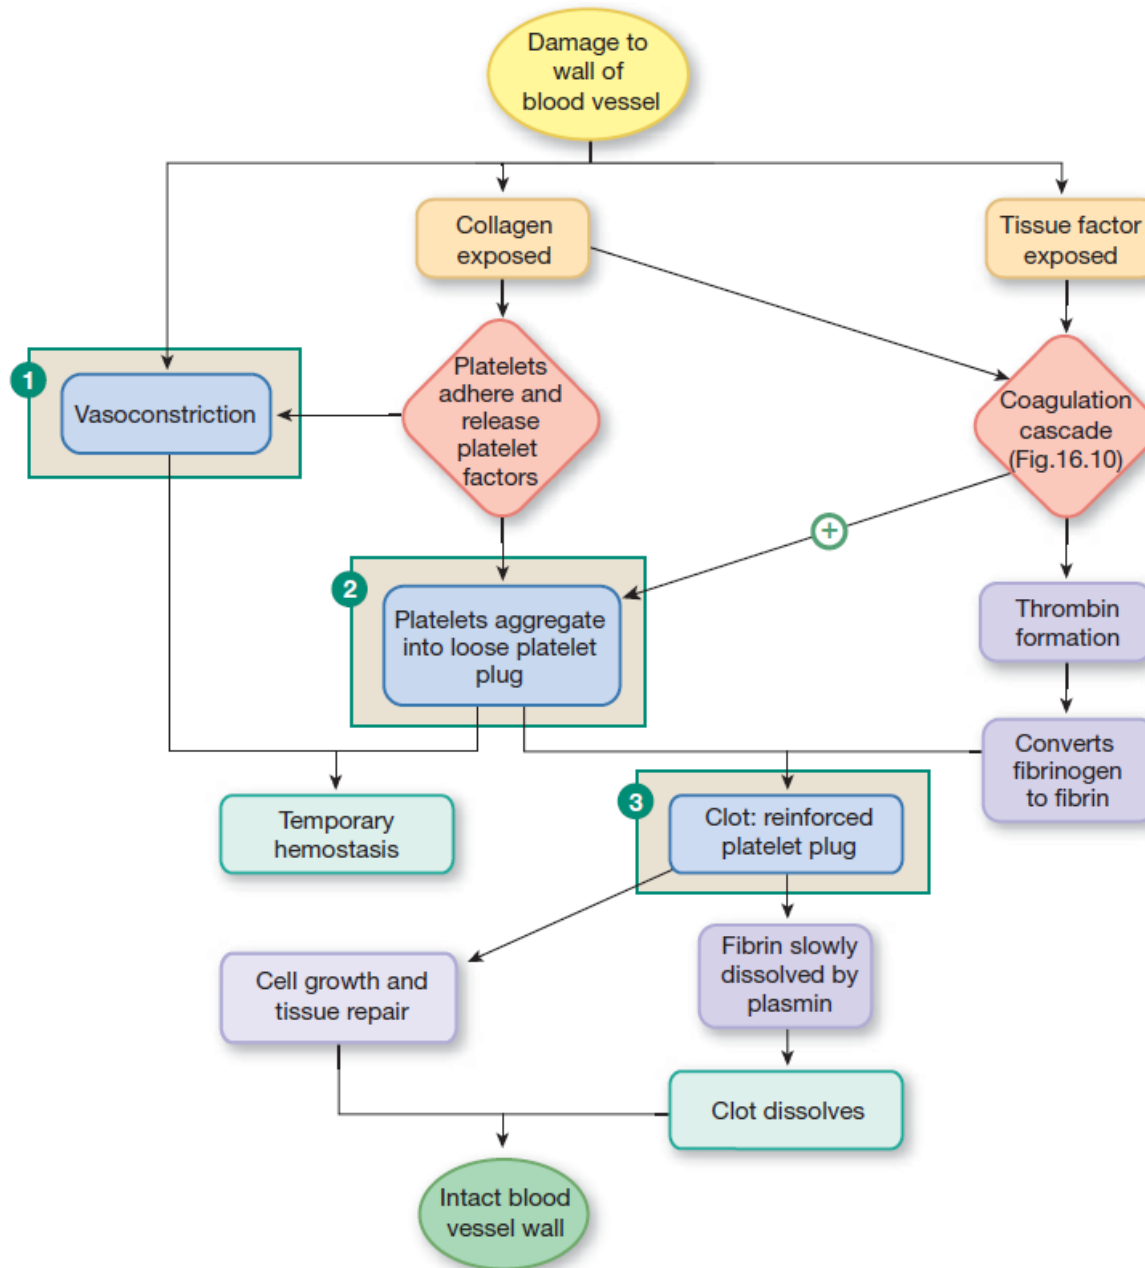 Damage to
wall of
blood vessel
Collagen
exposed
Tissue factor
exposed
1
Vasoconstriction
Platelets
adhere and
release
platelet
factors
Coagulation
cascade
(Fig.16.10)
+
2
Platelets aggregate
into loose platelet
plug
Thrombin
formation
Converts
fibrinogen
to fibrin
3
Clot: reinforced
platelet plug
Temporary
hemostasis
Cell growth and
tissue repair
Fibrin slowly
dissolved by
plasmin
Clot dissolves
Intact blood
vessel wall